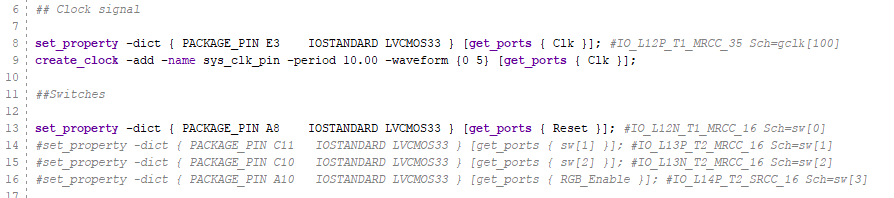 6 ## Clock signal
7
8 set_property -dict { PACKAGE_PIN E3    IOSTANDARD LVCMOS33 } [get_ports { Clk }]; #IO_L12P_T1_MRCC_35 Sch=gclk[100]
9 create_clock -add -name sys_clk_pin -period 10.00 -waveform {0 5} [get_ports { Clk }];
10
11 ##Switches
12
13 set_property -dict { PACKAGE_PIN A8    IOSTANDARD LVCMOS33 } [get_ports { Reset }]; #IO_L12N_T1_MRCC_16 Sch=sw[0]
14 #set_property -dict { PACKAGE_PIN C11   IOSTANDARD LVCMOS33 } [get_ports { sw[1] }]; #IO_L13P_T2_MRCC_16 Sch=sw[1]
15 #set_property -dict { PACKAGE_PIN C10   IOSTANDARD LVCMOS33 } [get_ports { sw[2] }]; #IO_L13N_T2_MRCC_16 Sch=sw[2]
16 #set_property -dict { PACKAGE_PIN A10   IOSTANDARD LVCMOS33 } [get_ports { RGB_Enable }]; #IO_L14P_T2_SRCC_16 Sch=sw[3]
17